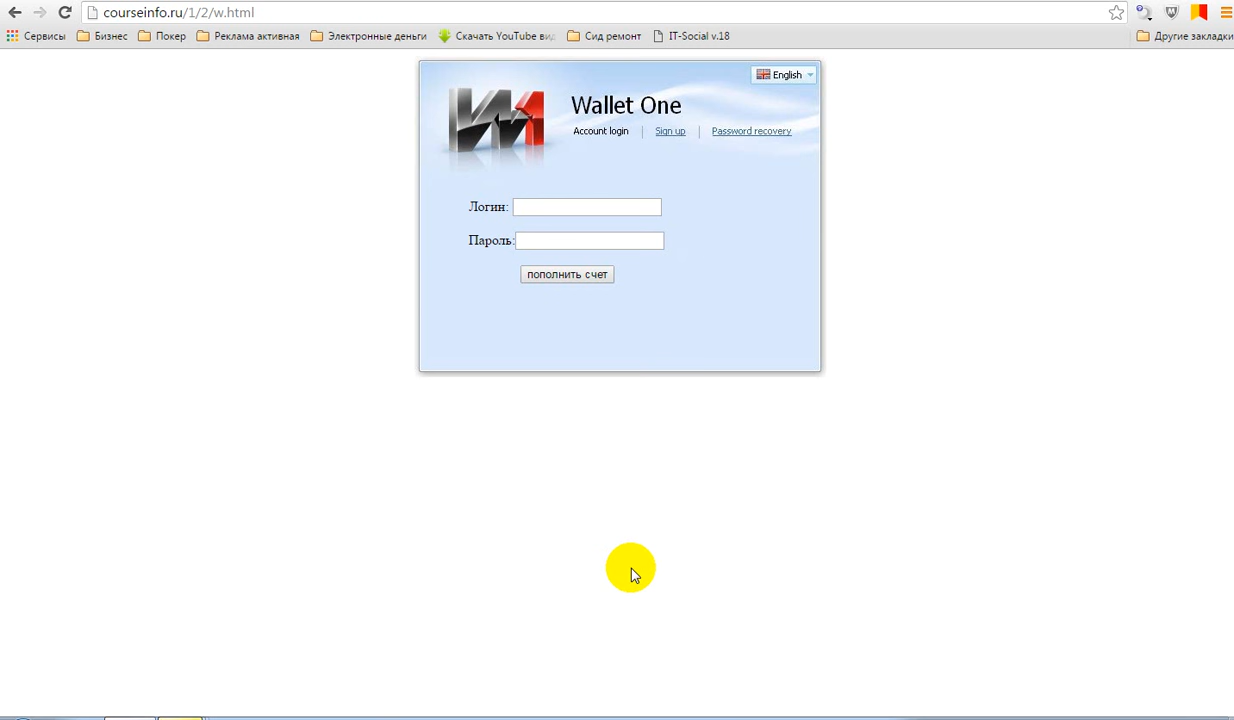 courseinfo.ru/1/2/w.html
Сервисы Бизнес Покер Реклама активная Электронные деньги Скачать YouTube ви Сид ремонт IT-Social v.18 Другие закладки
English
W1
Wallet One
Account login Sign up Password recovery
Логин:
Пароль:
пополнить счет